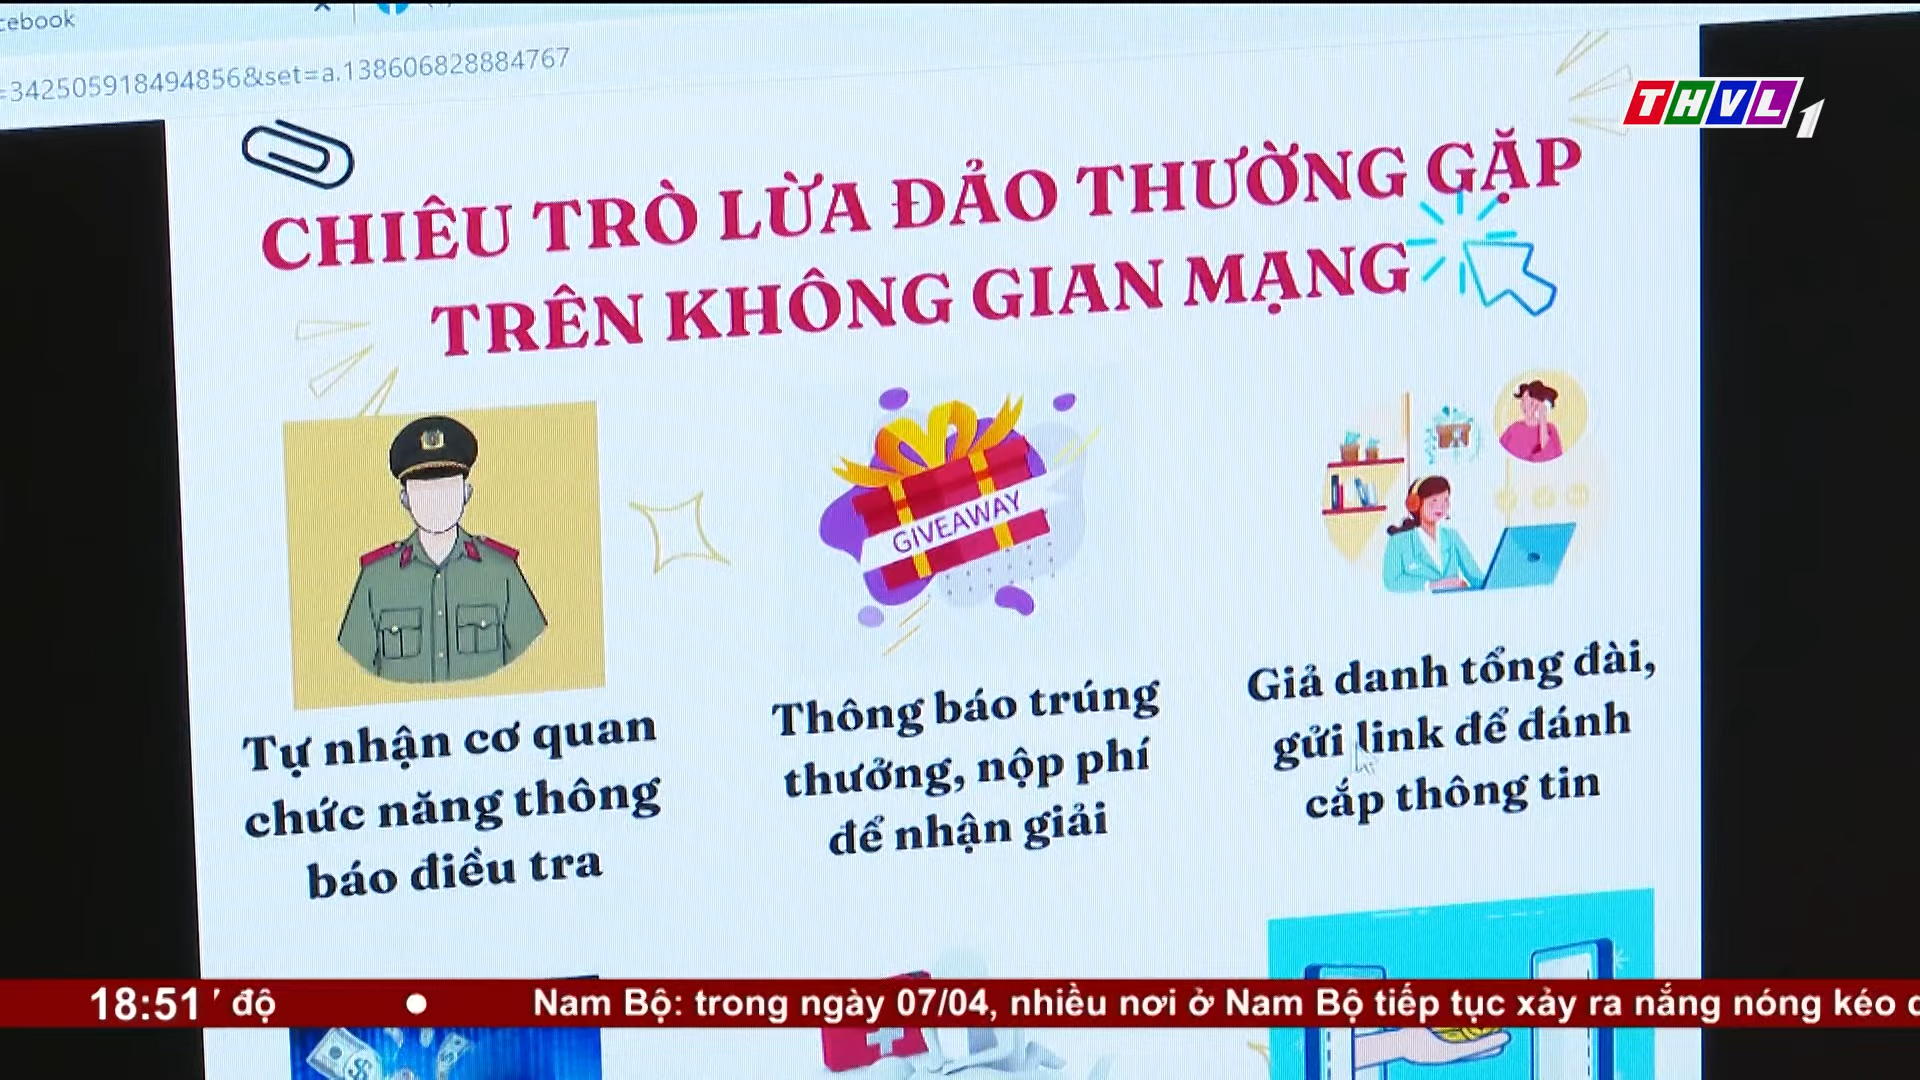 cebook
=342505918494856&set=a.138606828884767
THVL1
CHIÊU TRÒ LỪA ĐẢO THƯỜNG GẶP
TRÊN KHÔNG GIAN MẠNG
GIVEAWAY
Tự nhận cơ quan
chức năng thông
báo điều tra
Thông báo trúng
thưởng, nộp phí
để nhận giải
Giả danh tổng đài,
gửi link để đánh
cắp thông tin
18:51 độ
Nam Bộ: trong ngày 07/04, nhiều nơi ở Nam Bộ tiếp tục xảy ra nắng nóng kéo